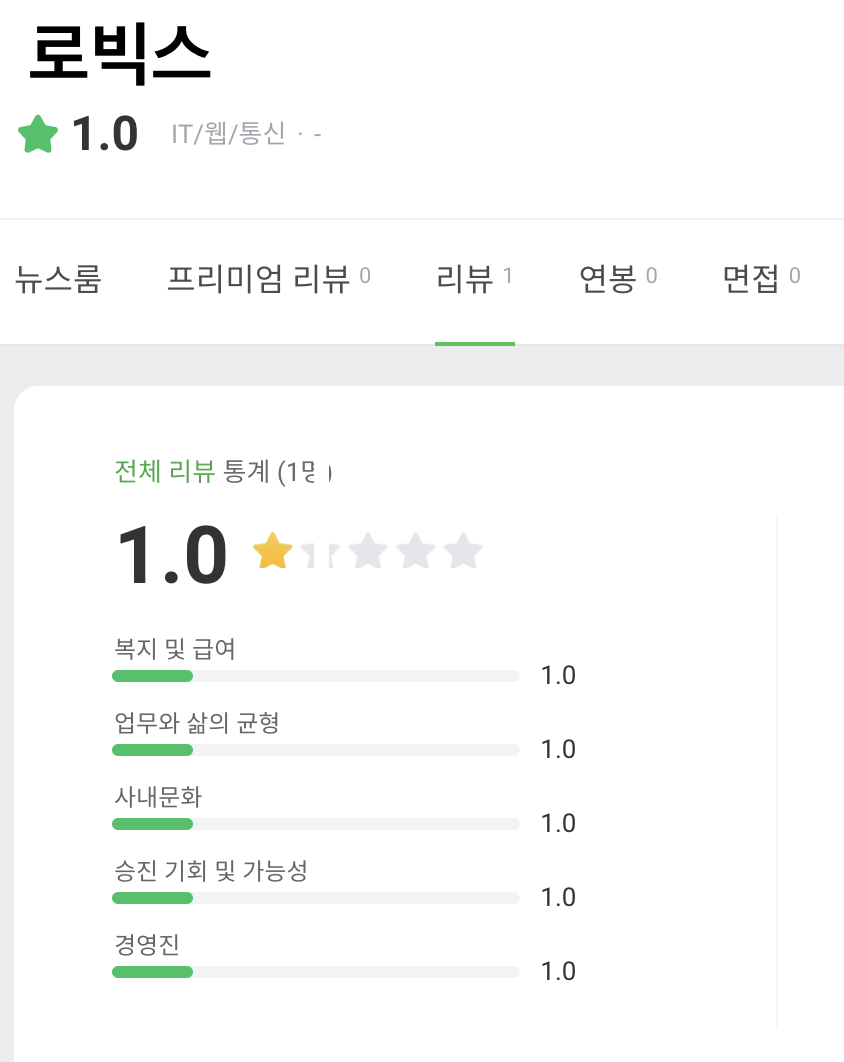 로빅스
1.0 IT/웹/통신 · -
뉴스룸 프리미엄 리뷰 0 리뷰 1 연봉 0 면접 0
전체 리뷰 통계 (1명)
1.0
복지 및 급여
1.0
업무와 삶의 균형
1.0
사내문화
1.0
승진 기회 및 가능성
1.0
경영진
1.0